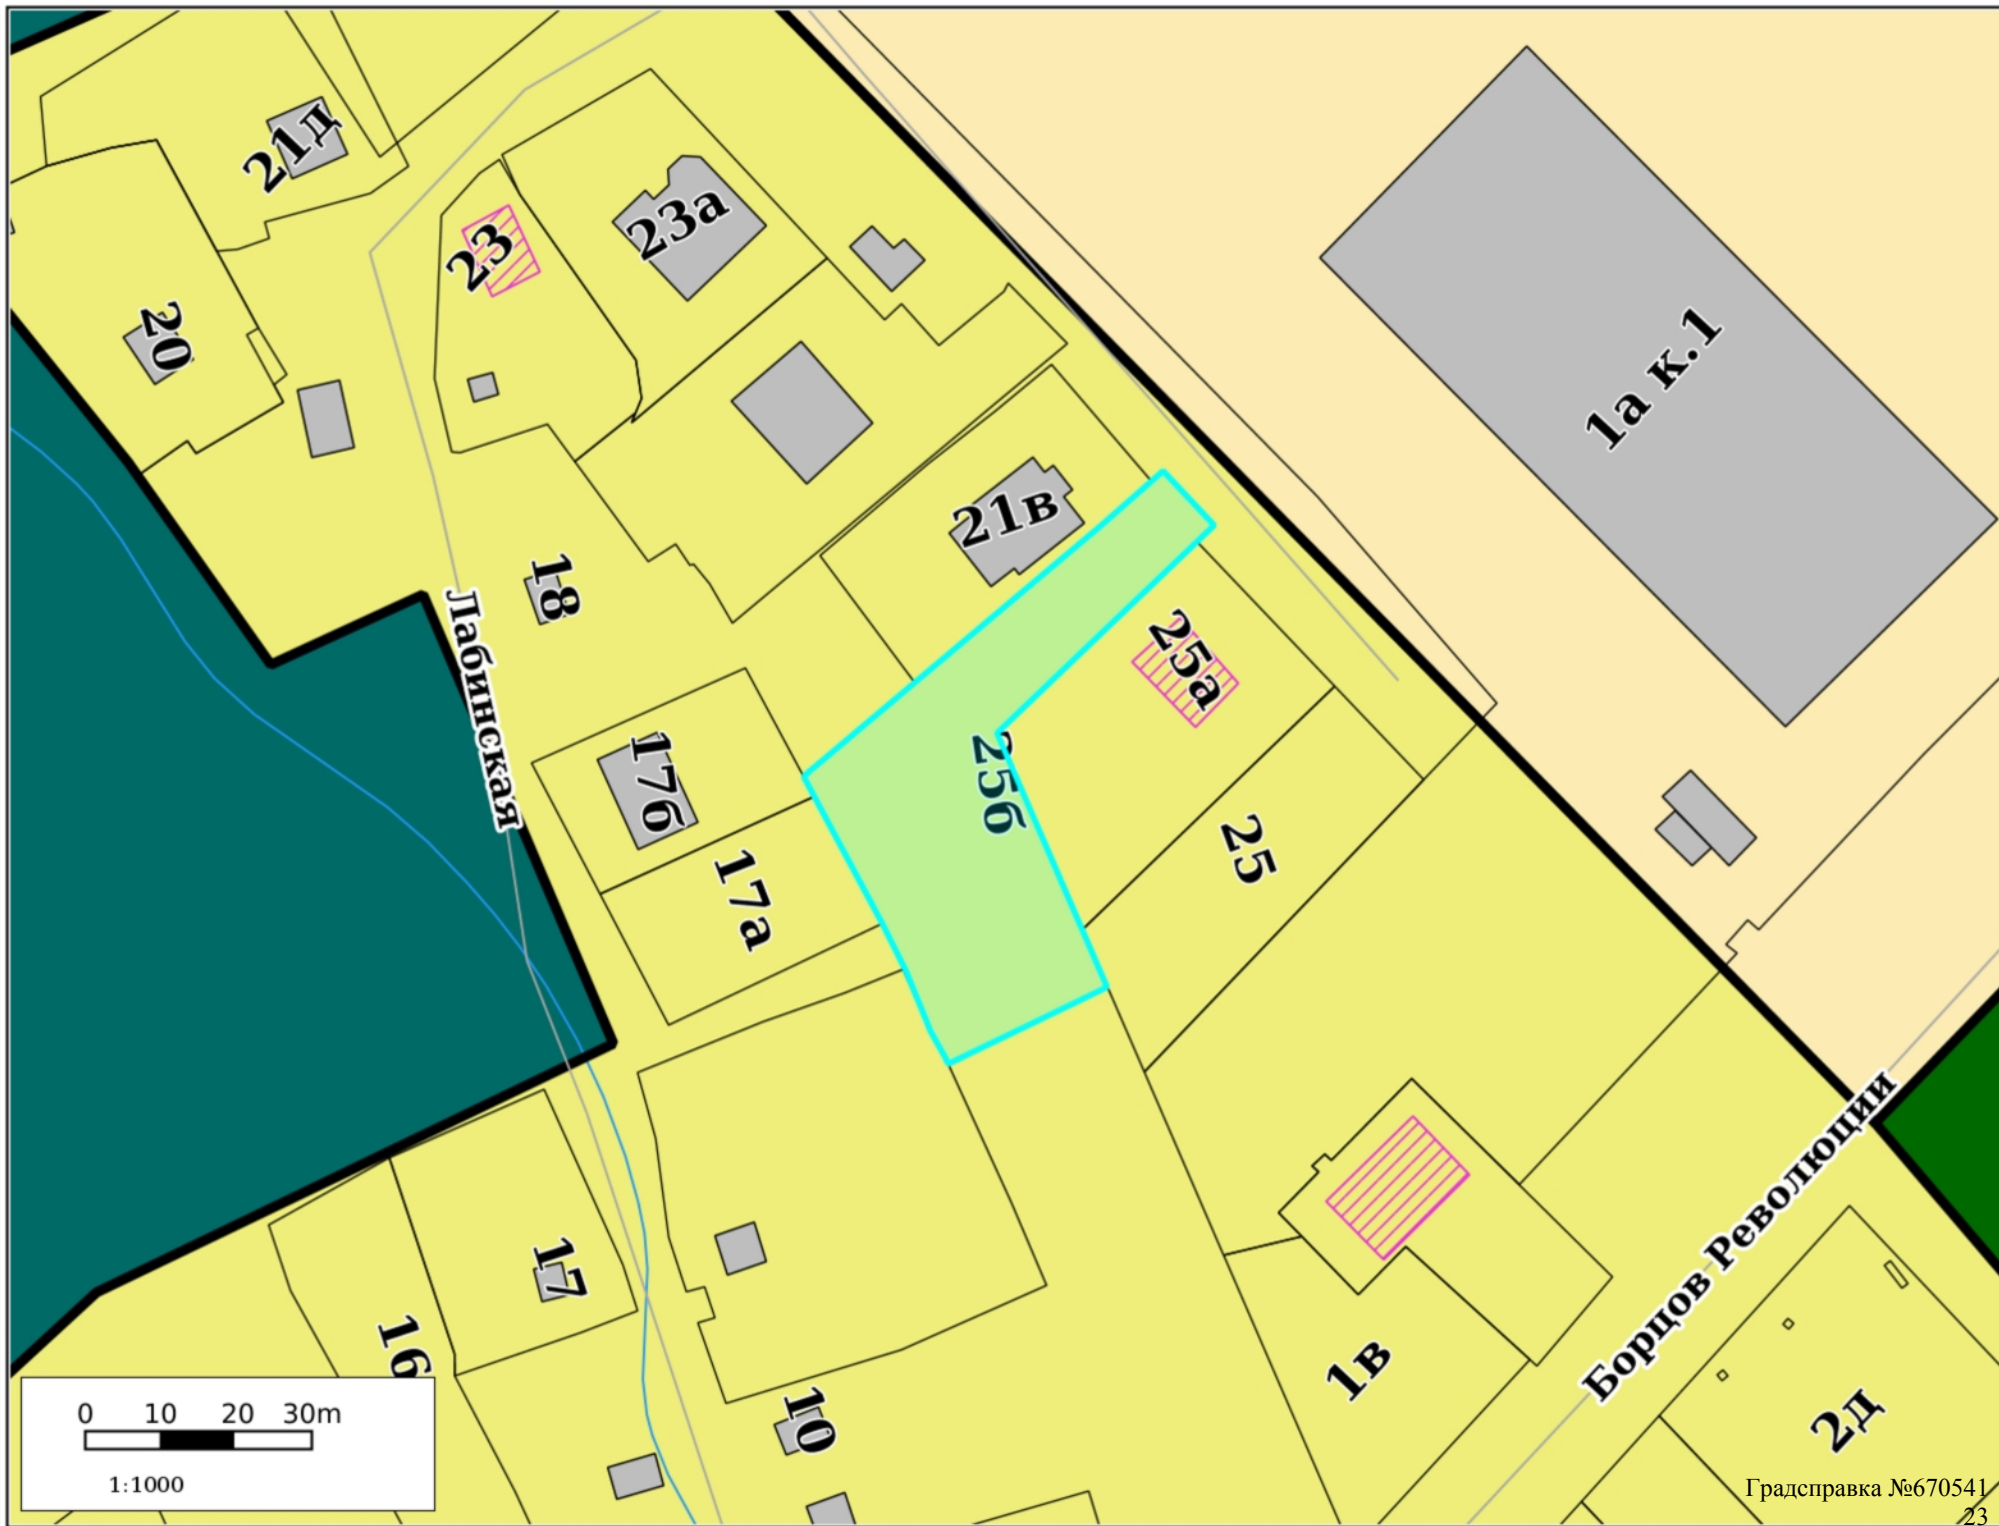 21д
23а
23
20
1а к.1
21в
18
Лабинская
25а
17б
25б
25
17а
17
16
1в
Борцов Революции
10
2д
0 10 20 30m
1:1000
Градсправка №670541
23